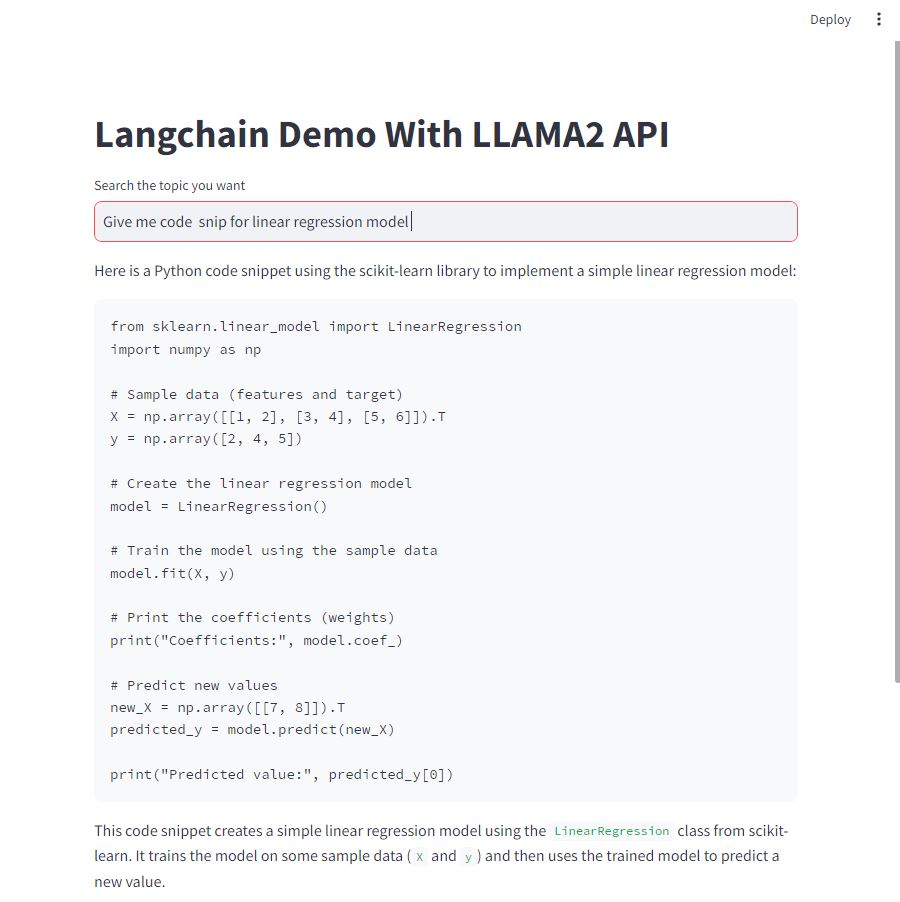 Deploy
Langchain Demo With LLAMA2 API
Search the topic you want
Give me code  snip for linear regression model
Here is a Python code snippet using the scikit-learn library to implement a simple linear regression model:
from sklearn.linear_model import LinearRegression
import numpy as np
# Sample data (features and target)
X = np.array([[1, 2], [3, 4], [5, 6]]).T
y = np.array([2, 4, 5])
# Create the linear regression model
model = LinearRegression()
# Train the model using the sample data
model.fit(X, y)
# Print the coefficients (weights)
print("Coefficients:", model.coef_)
# Predict new values
new_X = np.array([[7, 8]]).T
predicted_y = model.predict(new_X)
print("Predicted value:", predicted_y[0])
This code snippet creates a simple linear regression model using the LinearRegression class from scikit-
learn. It trains the model on some sample data ( X and y ) and then uses the trained model to predict a
new value.